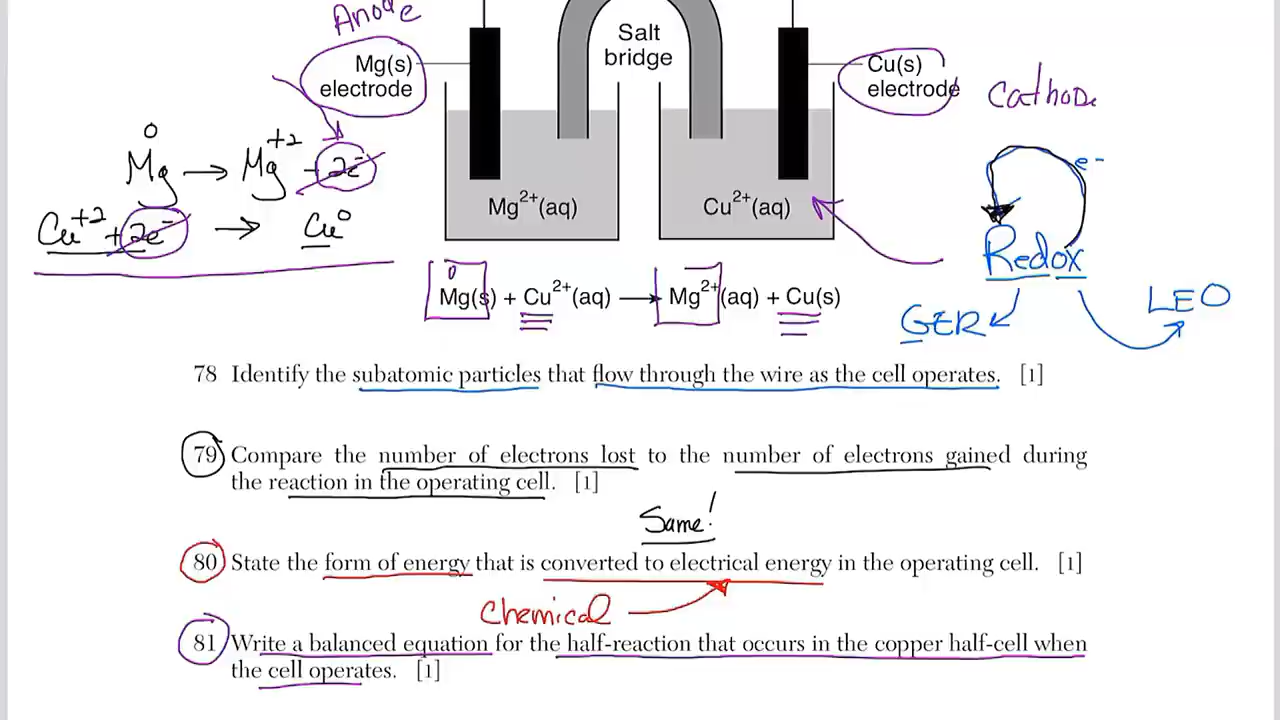 Anode
Salt
bridge
Mg(s)
electrode
Cu(s)
electrode
Cathode
Mg⁰ → Mg⁺² + 2e⁻
Cu⁺² + 2e⁻ → Cu⁰
Mg²⁺(aq)
Cu²⁺(aq)
e⁻
Redox
GER
LEO
0
Mg(s) + Cu²⁺(aq) → Mg²⁺(aq) + Cu(s)
78 Identify the subatomic particles that flow through the wire as the cell operates. [1]
79 Compare the number of electrons lost to the number of electrons gained during
the reaction in the operating cell. [1]
Same!
80 State the form of energy that is converted to electrical energy in the operating cell. [1]
Chemical
81 Write a balanced equation for the half-reaction that occurs in the copper half-cell when
the cell operates. [1]